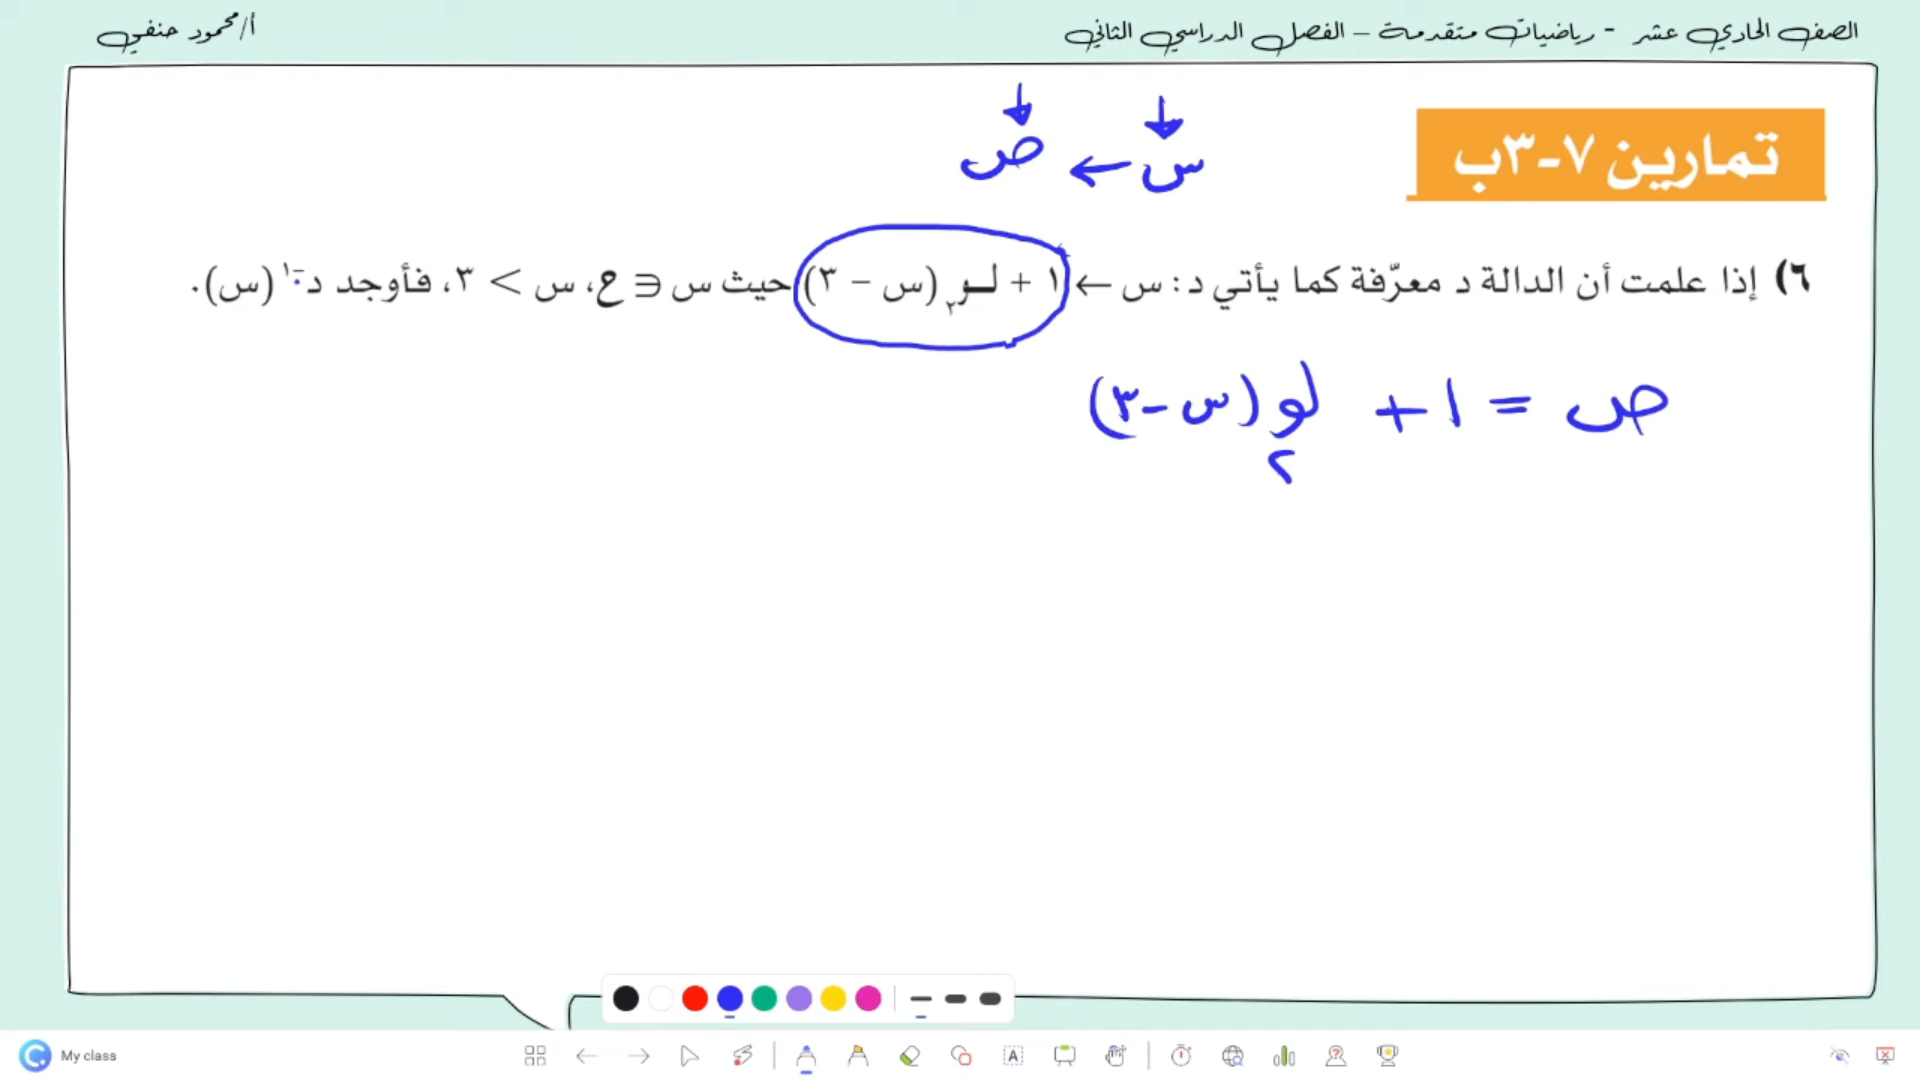 الصف الحادي عشر - رياضيات متقدمة – الفصل الدراسي الثاني
أ/محمود حنفي
تمارين ٧-٣ب
س ← ص
٦) إذا علمت أن الدالة د معرّفة كما يأتي د : س ← ١ + لـو٢ (س – ٣) حيث س ∈ ح، س > ٣، فأوجد د⁻¹(س).
ص = ١ + لو٢ (س - ٣)
My class